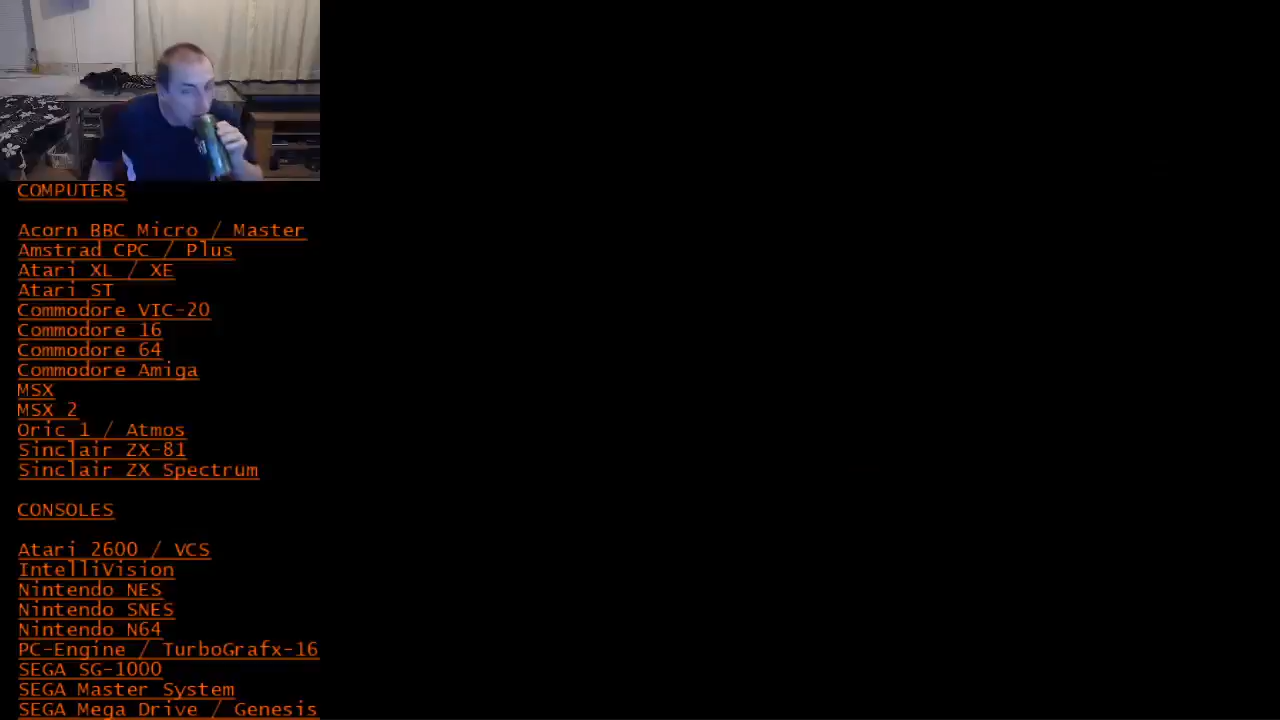 COMPUTERS
Acorn BBC Micro / Master
Amstrad CPC / Plus
Atari XL / XE
Atari ST
Commodore VIC-20
Commodore 16
Commodore 64
Commodore Amiga
MSX
MSX 2
Oric 1 / Atmos
Sinclair ZX-81
Sinclair ZX Spectrum
CONSOLES
Atari 2600 / VCS
IntelliVision
Nintendo NES
Nintendo SNES
Nintendo N64
PC-Engine / TurboGrafx-16
SEGA SG-1000
SEGA Master System
SEGA Mega Drive / Genesis